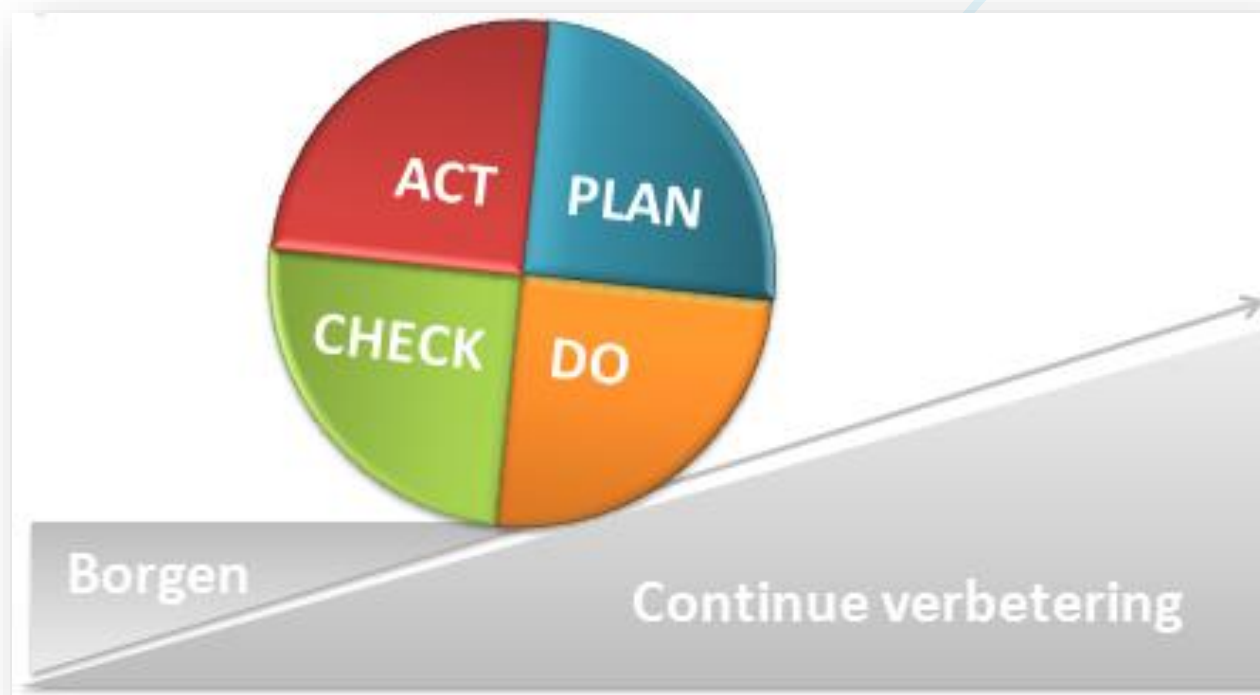 ACT
PLAN
CHECK
DO
Borgen
Continue verbetering